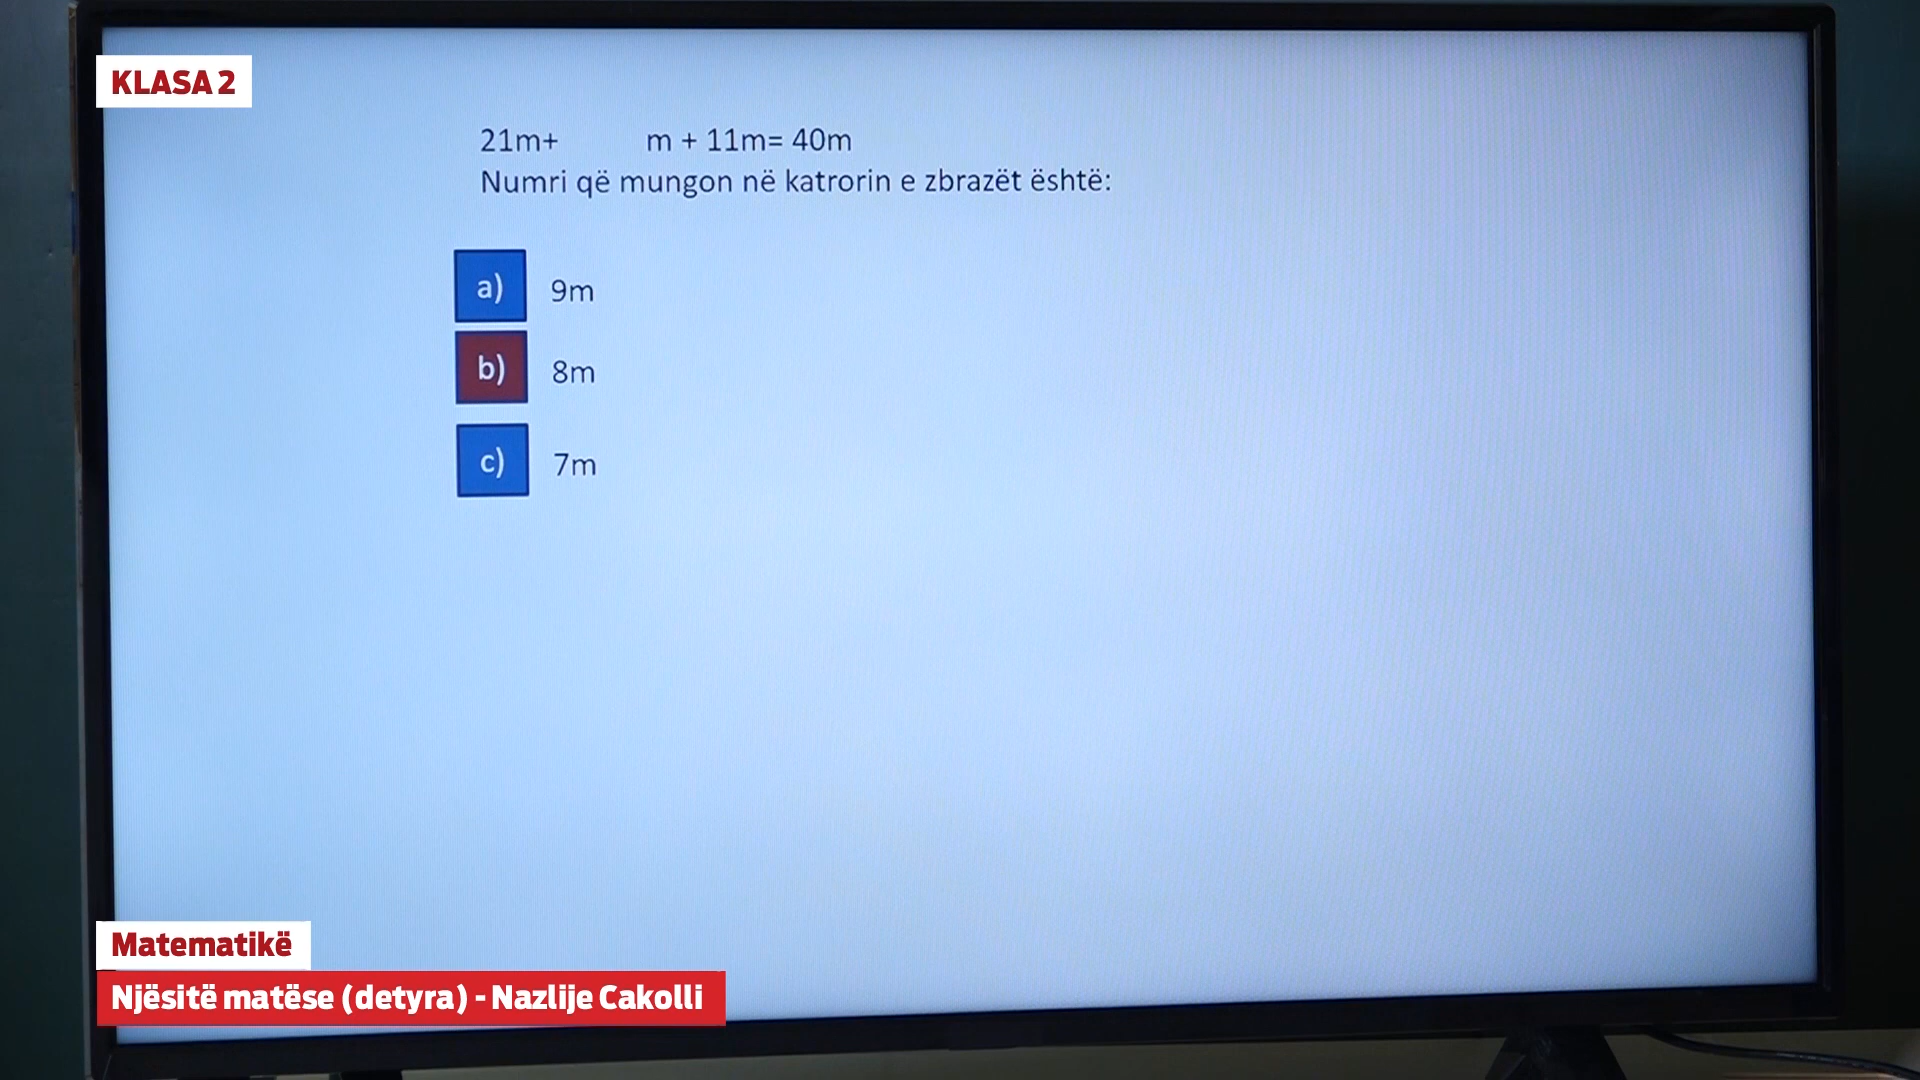 KLASA 2
21m+ m + 11m= 40m
Numri që mungon në katrorin e zbrazët është:
a) 9m
b) 8m
c) 7m
Matematikë
Njësitë matëse (detyra) - Nazlije Cakolli